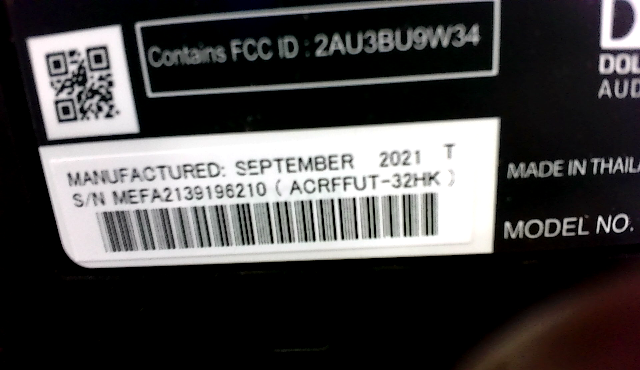 Contains FCC ID : 2AU3BU9W34
D
DOL
AUD
MANUFACTURED: SEPTEMBER 2021 T
S/N MEFA2139196210 ( ACRFFUT-32HK )
MADE IN THAILA
MODEL NO.